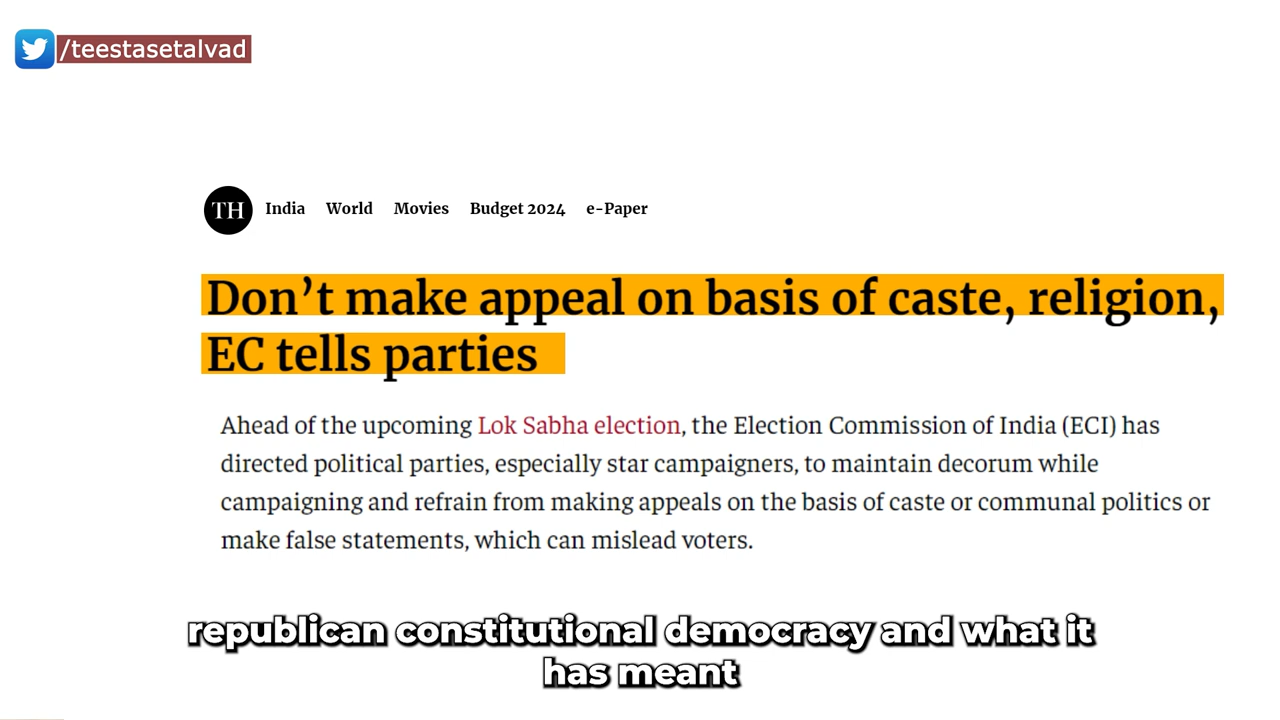 /teestasetalvad
TH India World Movies Budget 2024 e-Paper
Don’t make appeal on basis of caste, religion,
EC tells parties
Ahead of the upcoming Lok Sabha election, the Election Commission of India (ECI) has
directed political parties, especially star campaigners, to maintain decorum while
campaigning and refrain from making appeals on the basis of caste or communal politics or
make false statements, which can mislead voters.
republican constitutional democracy and what it
has meant